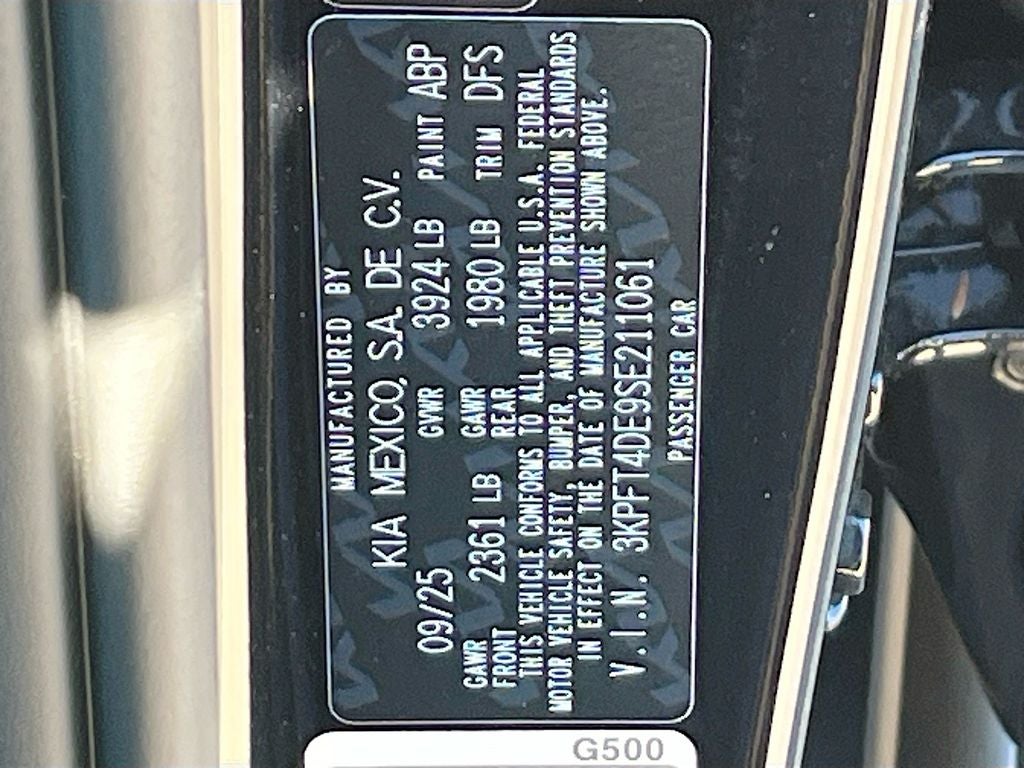 MANUFACTURED BY
KIA MEXICO, S.A. DE C.V.
09/25 GVWR 3924 LB PAINT ABP
GAWR FRONT 2361 LB GAWR REAR 1980 LB TRIM DFS
THIS VEHICLE CONFORMS TO ALL APPLICABLE U.S.A. FEDERAL
MOTOR VEHICLE SAFETY, BUMPER, AND THEFT PREVENTION STANDARDS
IN EFFECT ON THE DATE OF MANUFACTURE SHOWN ABOVE.
V.I.N. 3KPFT4DE9SE211061
PASSENGER CAR
G500